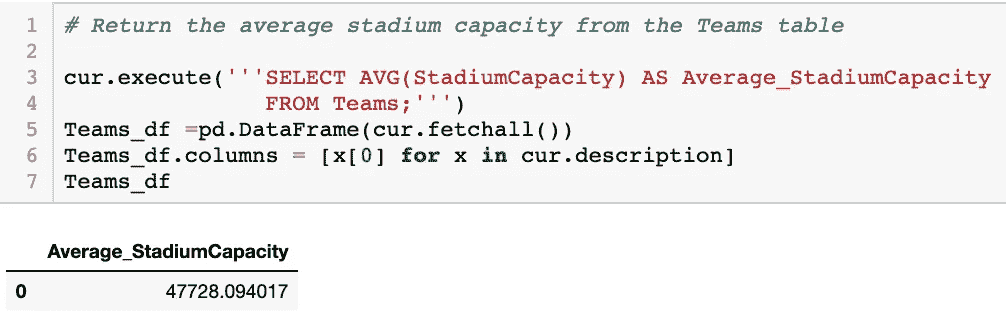 1 # Return the average stadium capacity from the Teams table
2
3 cur.execute('''SELECT AVG(StadiumCapacity) AS Average_StadiumCapacity
4 FROM Teams;''')
5 Teams_df =pd.DataFrame(cur.fetchall())
6 Teams_df.columns = [x[0] for x in cur.description]
7 Teams_df
Average_StadiumCapacity
0 47728.094017